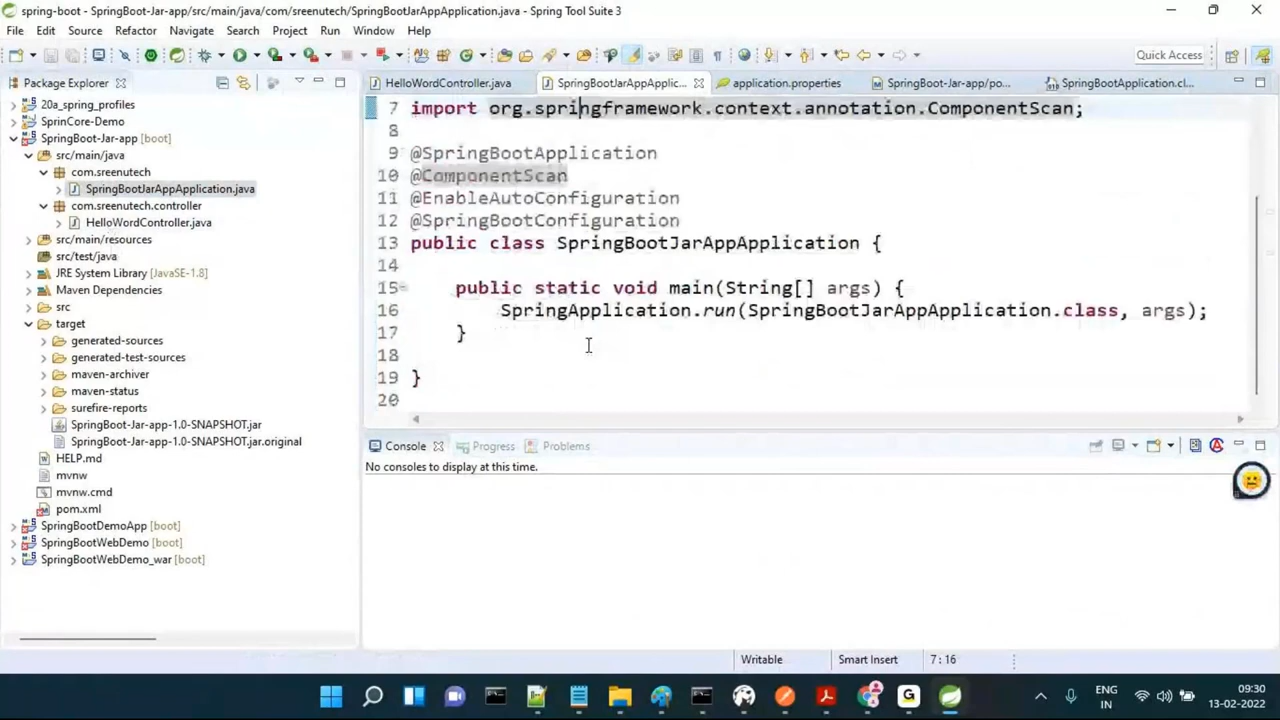 spring-boot - SpringBoot-Jar-app/src/main/java/com/sreenutech/SpringBootJarAppApplication.java - Spring Tool Suite 3
File Edit Source Refactor Navigate Search Project Run Window Help
Quick Access
Package Explorer
HelloWordController.java
SpringBootJarAppApplic...
application.properties
SpringBoot-Jar-app/po...
SpringBootApplication.cl...
20a_spring_profiles
SprinCore-Demo
SpringBoot-Jar-app [boot]
src/main/java
com.sreenutech
SpringBootJarAppApplication.java
com.sreenutech.controller
HelloWordController.java
src/main/resources
src/test/java
JRE System Library [JavaSE-1.8]
Maven Dependencies
src
target
generated-sources
generated-test-sources
maven-archiver
maven-status
surefire-reports
SpringBoot-Jar-app-1.0-SNAPSHOT.jar
SpringBoot-Jar-app-1.0-SNAPSHOT.jar.original
HELP.md
mvnw
mvnw.cmd
pom.xml
SpringBootDemoApp [boot]
SpringBootWebDemo [boot]
SpringBootWebDemo_war [boot]
7 import org.springframework.context.annotation.ComponentScan;
8
9 @SpringBootApplication
10 @ComponentScan
11 @EnableAutoConfiguration
12 @SpringBootConfiguration
13 public class SpringBootJarAppApplication {
14
15 public static void main(String[] args) {
16 SpringApplication.run(SpringBootJarAppApplication.class, args);
17 }
18
19 }
20
Console Progress Problems
No consoles to display at this time.
Writable Smart Insert 7 : 16
ENG
IN
09:30
13-02-2022